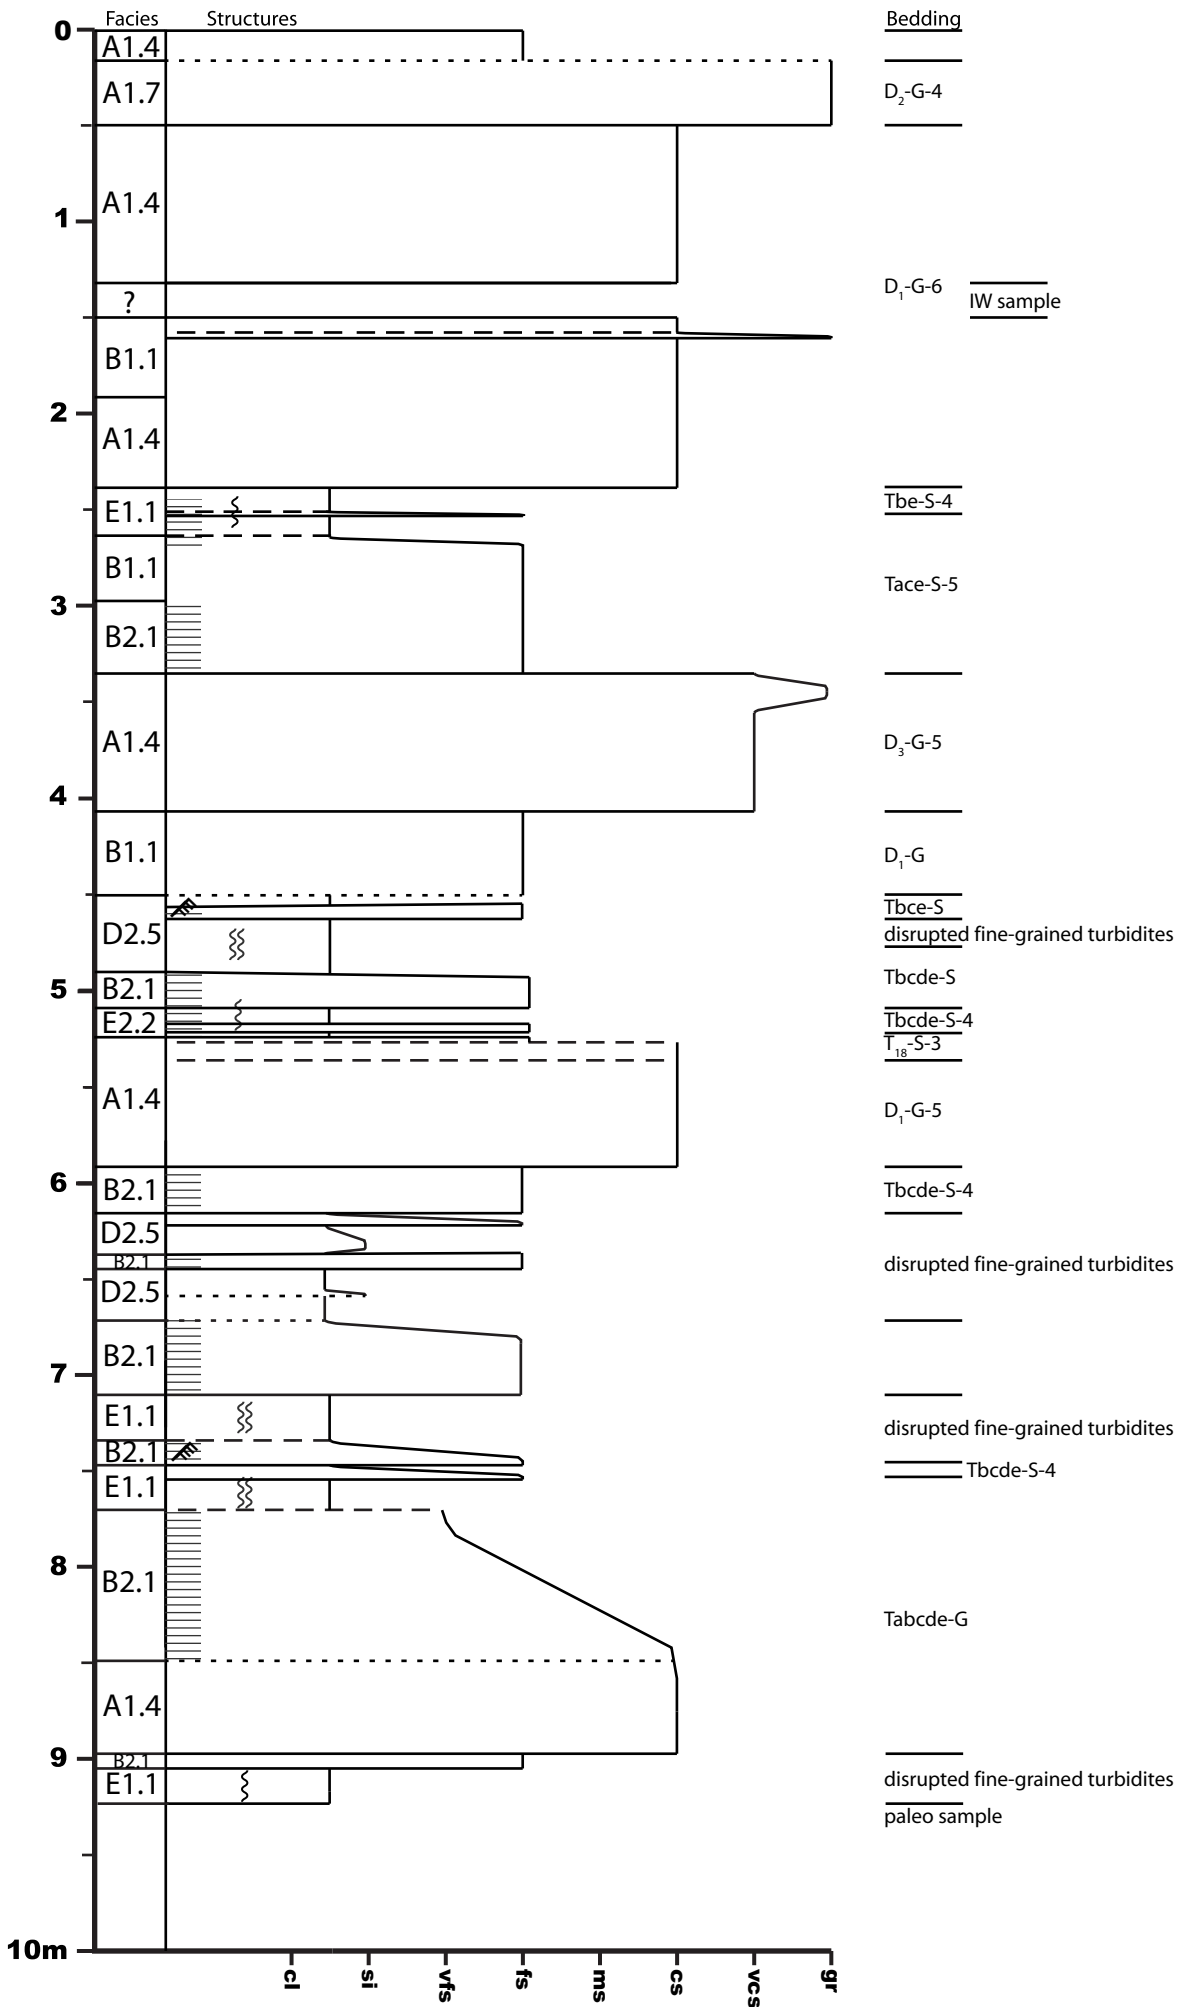 Facies Structures Bedding
0
A1.4
A1.7 D2-G-4
A1.4
1
D1-G-6
? IW sample
B1.1
2
A1.4
E1.1 Tbe-S-4
B1.1 Tace-S-5
3
B2.1
A1.4 D3-G-5
4
B1.1 D1-G
Tbce-S
D2.5 disrupted fine-grained turbidites
5 B2.1 Tbcde-S
E2.2 Tbcde-S-4
T18-S-3
A1.4 D1-G-5
6 B2.1 Tbcde-S-4
D2.5
B2.1 disrupted fine-grained turbidites
D2.5
B2.1
7
E1.1 disrupted fine-grained turbidites
B2.1
E1.1 Tbcde-S-4
8
B2.1
Tabcde-G
A1.4
9 B2.1
E1.1 disrupted fine-grained turbidites
paleo sample
10m
cl si vfs fs ms cs vcs gr